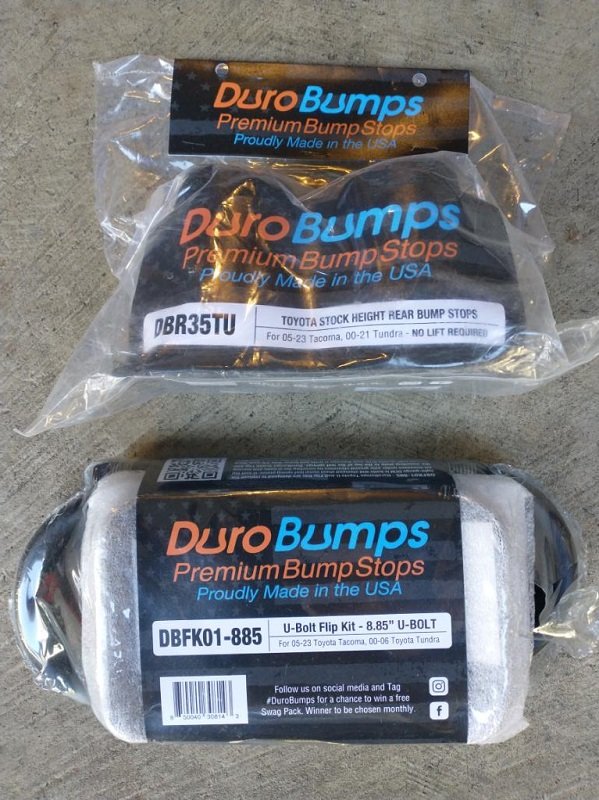 DuroBumps
Premium Bump Stops
Proudly Made in the USA
DuroBumps
Premium Bump Stops
Proudly Made in the USA
DBR35TU
TOYOTA STOCK HEIGHT REAR BUMP STOPS
For 05-23 Tacoma, 00-21 Tundra - NO LIFT REQUIRED
DuroBumps
Premium Bump Stops
Proudly Made in the USA
DBFK01-885
U-Bolt Flip Kit - 8.85" U-BOLT
For 05-23 Toyota Tacoma, 00-06 Toyota Tundra
Follow us on social media and Tag
#DuroBumps for a chance to win a free
Swag Pack. Winner to be chosen monthly.